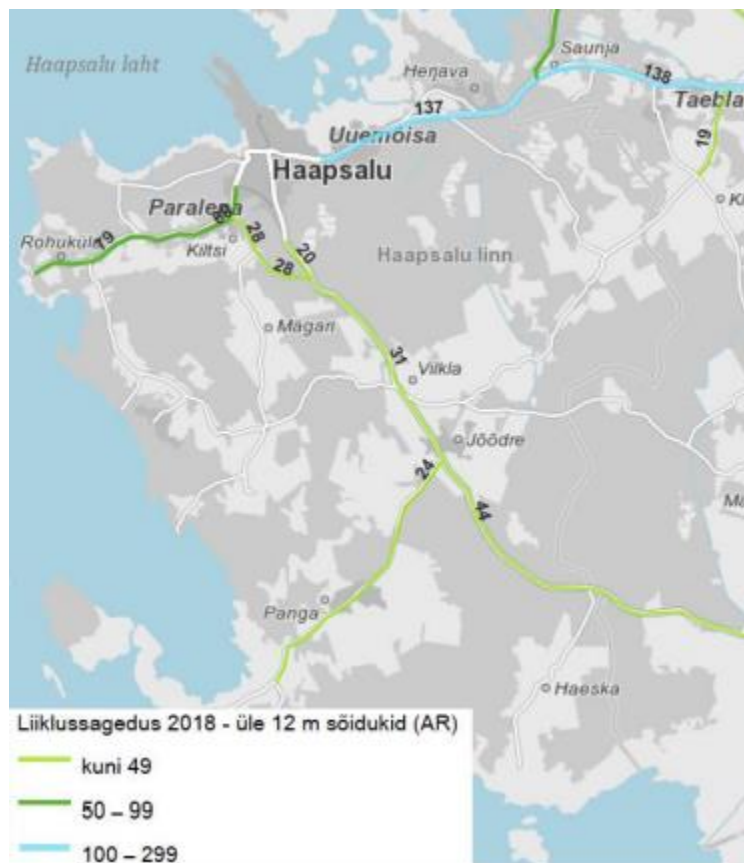 Haapsalu laht
Saunja
Herjava
138
137
Taebla
Uuemõisa
19
Haapsalu
Paralepa
Rohuküla
79
Kiltsi
28
28
20
Haapsalu linn
Mägari
31
Vilkla
Jõõdre
24
44
Panga
Haeska
Liiklussagedus 2018 - üle 12 m sõidukid (AR)
kuni 49
50 – 99
100 – 299